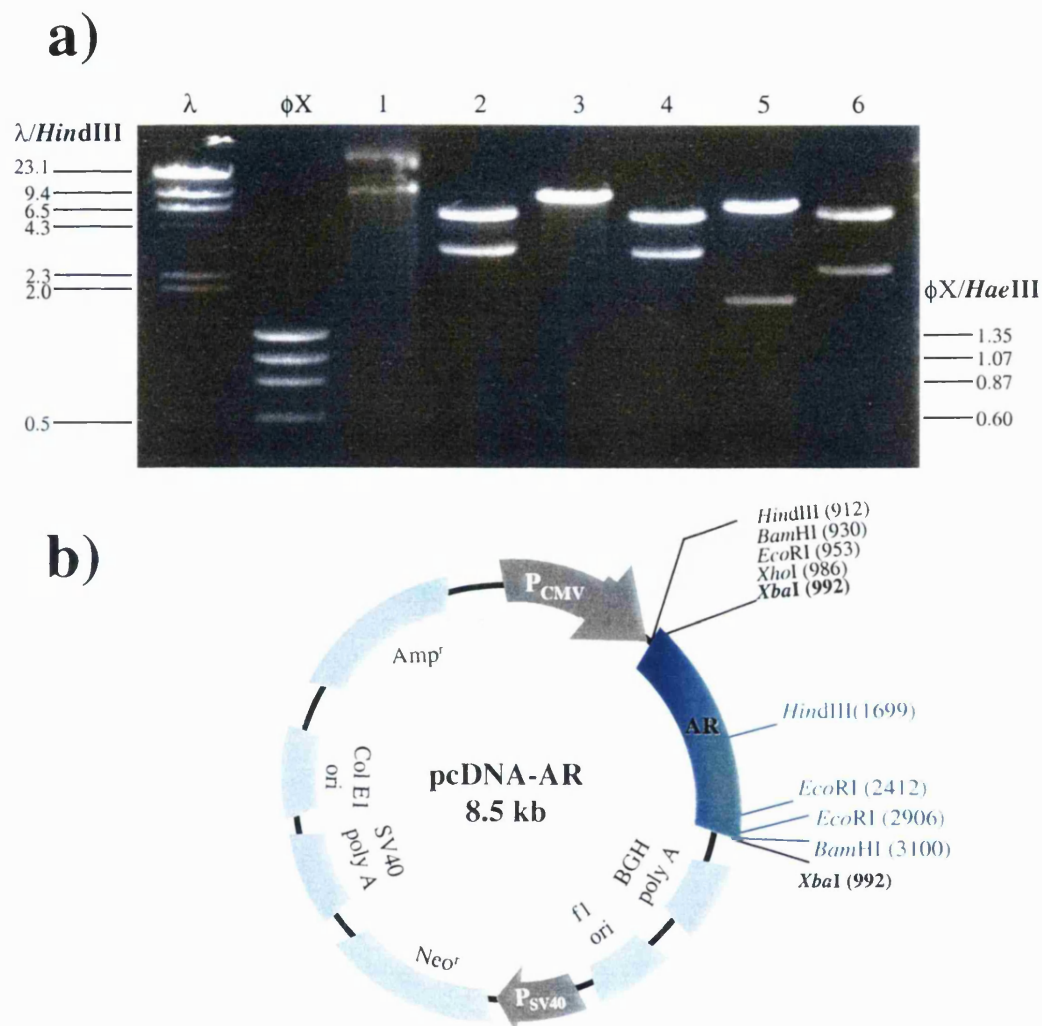 a)
λ φX 1 2 3 4 5 6
λ/HindIII
23.1
9.4
6.5
4.3
2.3
2.0
0.5
φX/HaeIII
1.35
1.07
0.87
0.60
b)
HindIII (912)
BamHI (930)
EcoRI (953)
XhoI (986)
XbaI (992)
PCMV
Ampr
AR
HindIII(1699)
Col E1
ori
pcDNA-AR
8.5 kb
EcoRI (2412)
EcoRI (2906)
BamHI (3100)
XbaI (992)
SV40
poly A
BGH
poly A
f1
ori
Neor
PSV40